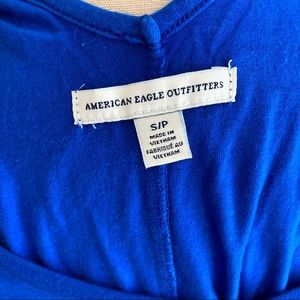 AMERICAN EAGLE OUTFITTERS
S/P
MADE IN
VIETNAM
FABRIQUÉ AU
VIETNAM